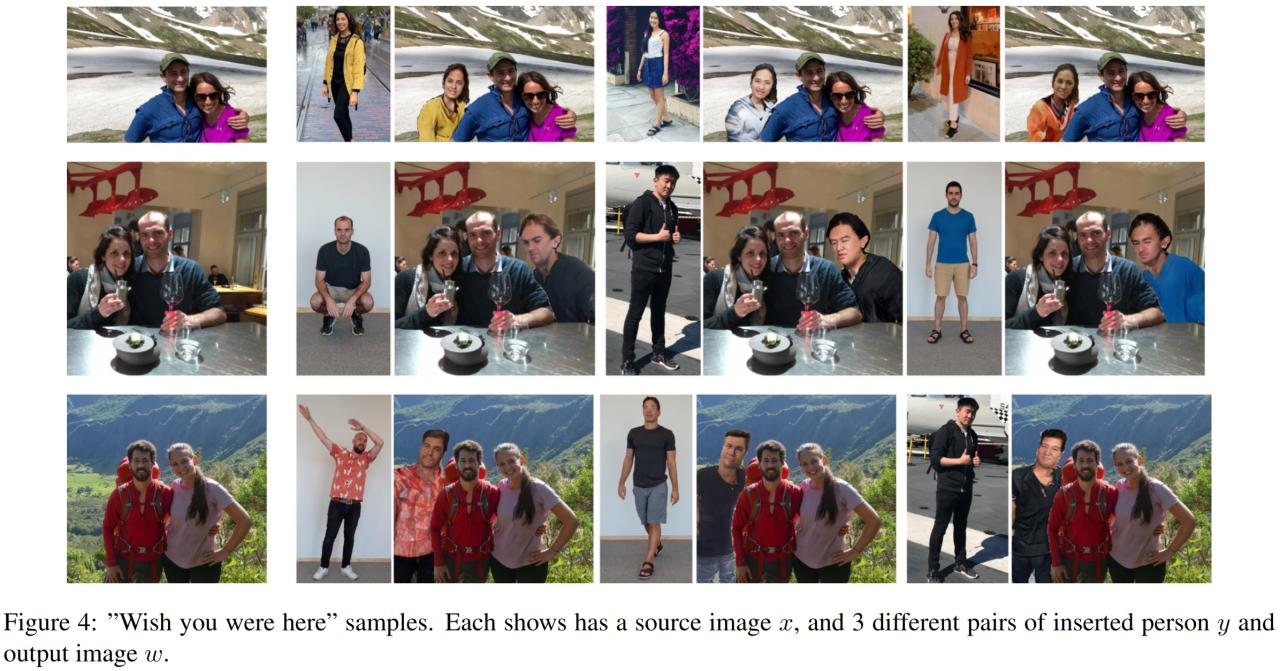 Figure 4: ”Wish you were here” samples. Each shows has a source image x, and 3 different pairs of inserted person y and
output image w.